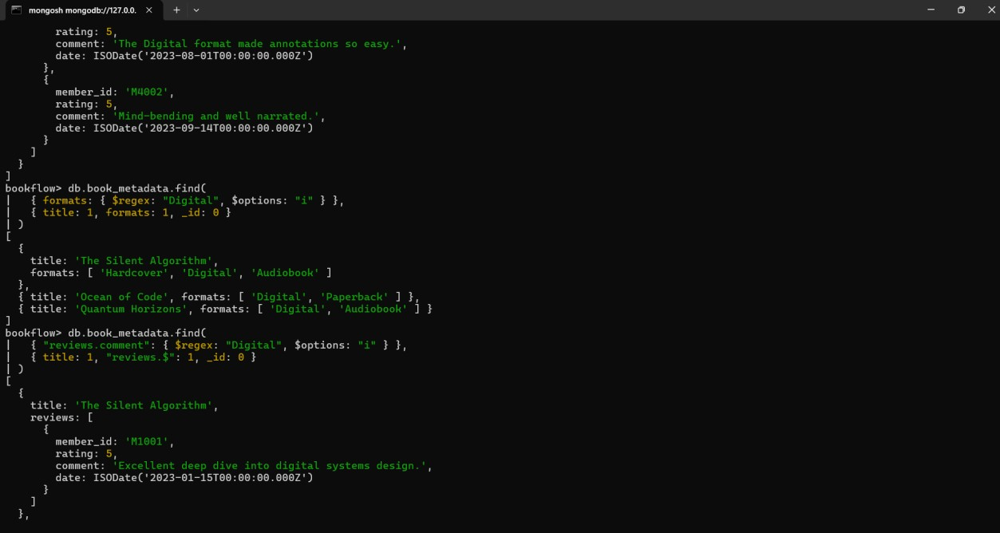 mongosh mongodb://127.0.0.
        rating: 5,
        comment: 'The Digital format made annotations so easy.',
        date: ISODate('2023-08-01T00:00:00.000Z')
      },
      {
        member_id: 'M4002',
        rating: 5,
        comment: 'Mind-bending and well narrated.',
        date: ISODate('2023-09-14T00:00:00.000Z')
      }
    ]
  }
]
bookflow> db.book_metadata.find(
|   { formats: { $regex: "Digital", $options: "i" } },
|   { title: 1, formats: 1, _id: 0 }
| )
[
  {
    title: 'The Silent Algorithm',
    formats: [ 'Hardcover', 'Digital', 'Audiobook' ]
  },
  { title: 'Ocean of Code', formats: [ 'Digital', 'Paperback' ] },
  { title: 'Quantum Horizons', formats: [ 'Digital', 'Audiobook' ] }
]
bookflow> db.book_metadata.find(
|   { "reviews.comment": { $regex: "Digital", $options: "i" } },
|   { title: 1, "reviews.$": 1, _id: 0 }
| )
[
  {
    title: 'The Silent Algorithm',
    reviews: [
      {
        member_id: 'M1001',
        rating: 5,
        comment: 'Excellent deep dive into digital systems design.',
        date: ISODate('2023-01-15T00:00:00.000Z')
      }
    ]
  },